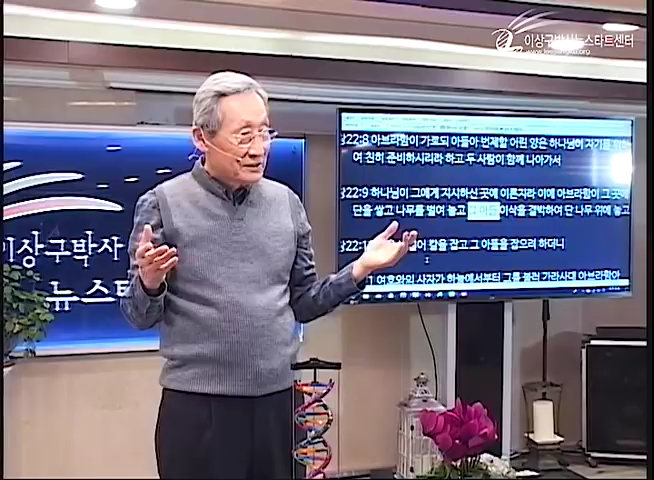 이상구박사뉴스타트센터
22:8 아브라함이 가로되 아들아 번제할 어린 양은 하나님이 자기를 위하
여 친히 준비하시리라 하고 두 사람이 함께 나아가서
22:9 하나님이 그에게 지시하신 곳에 이른지라 이에 아브라함이 그 곳에
단을 쌓고 나무를 벌여 놓고 그 아들 이삭을 결박하여 단 나무 위에 놓고
칼을 잡고 그 아들을 잡으려 하더니
여호와의 사자가 하늘에서부터 그를 불러 가라사대 아브라함아
이상구박사
뉴스타